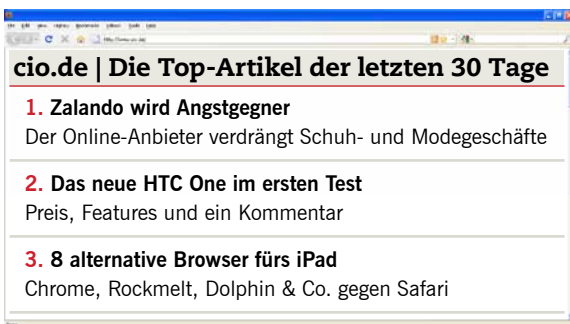 cio.de | Die Top-Artikel der letzten 30 Tage
1. Zalando wird Angstgegner
Der Online-Anbieter verdrängt Schuh- und Modegeschäfte
2. Das neue HTC One im ersten Test
Preis, Features und ein Kommentar
3. 8 alternative Browser fürs iPad
Chrome, Rockmelt, Dolphin & Co. gegen Safari